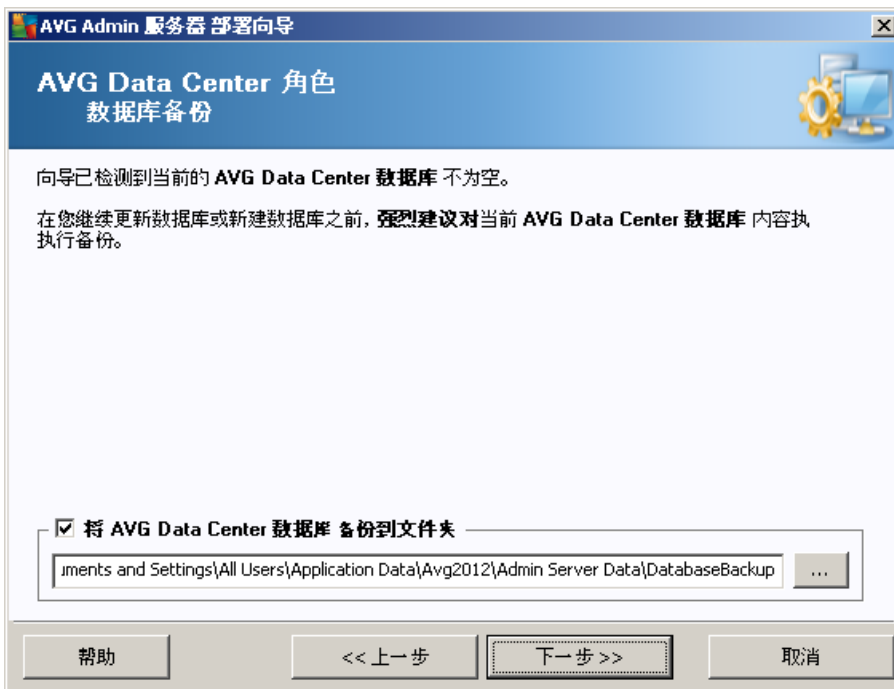 AVG Admin 服务器 部署向导
AVG Data Center 角色
数据库备份
向导已检测到当前的 AVG Data Center 数据库 不为空。
在您继续更新数据库或新建数据库之前, 强烈建议对当前 AVG Data Center 数据库 内容执
执行备份。
将 AVG Data Center 数据库 备份到文件夹
uments and Settings\All Users\Application Data\Avg2012\Admin Server Data\DatabaseBackup
...
帮助
<< 上一步
下一步 >>
取消